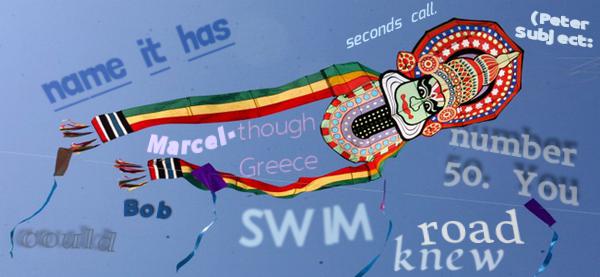 seconds call.
(Peter
Subject:
name it has
Marcel-though
Greece
number
50. You
Bob
could
SWIM
road
knew